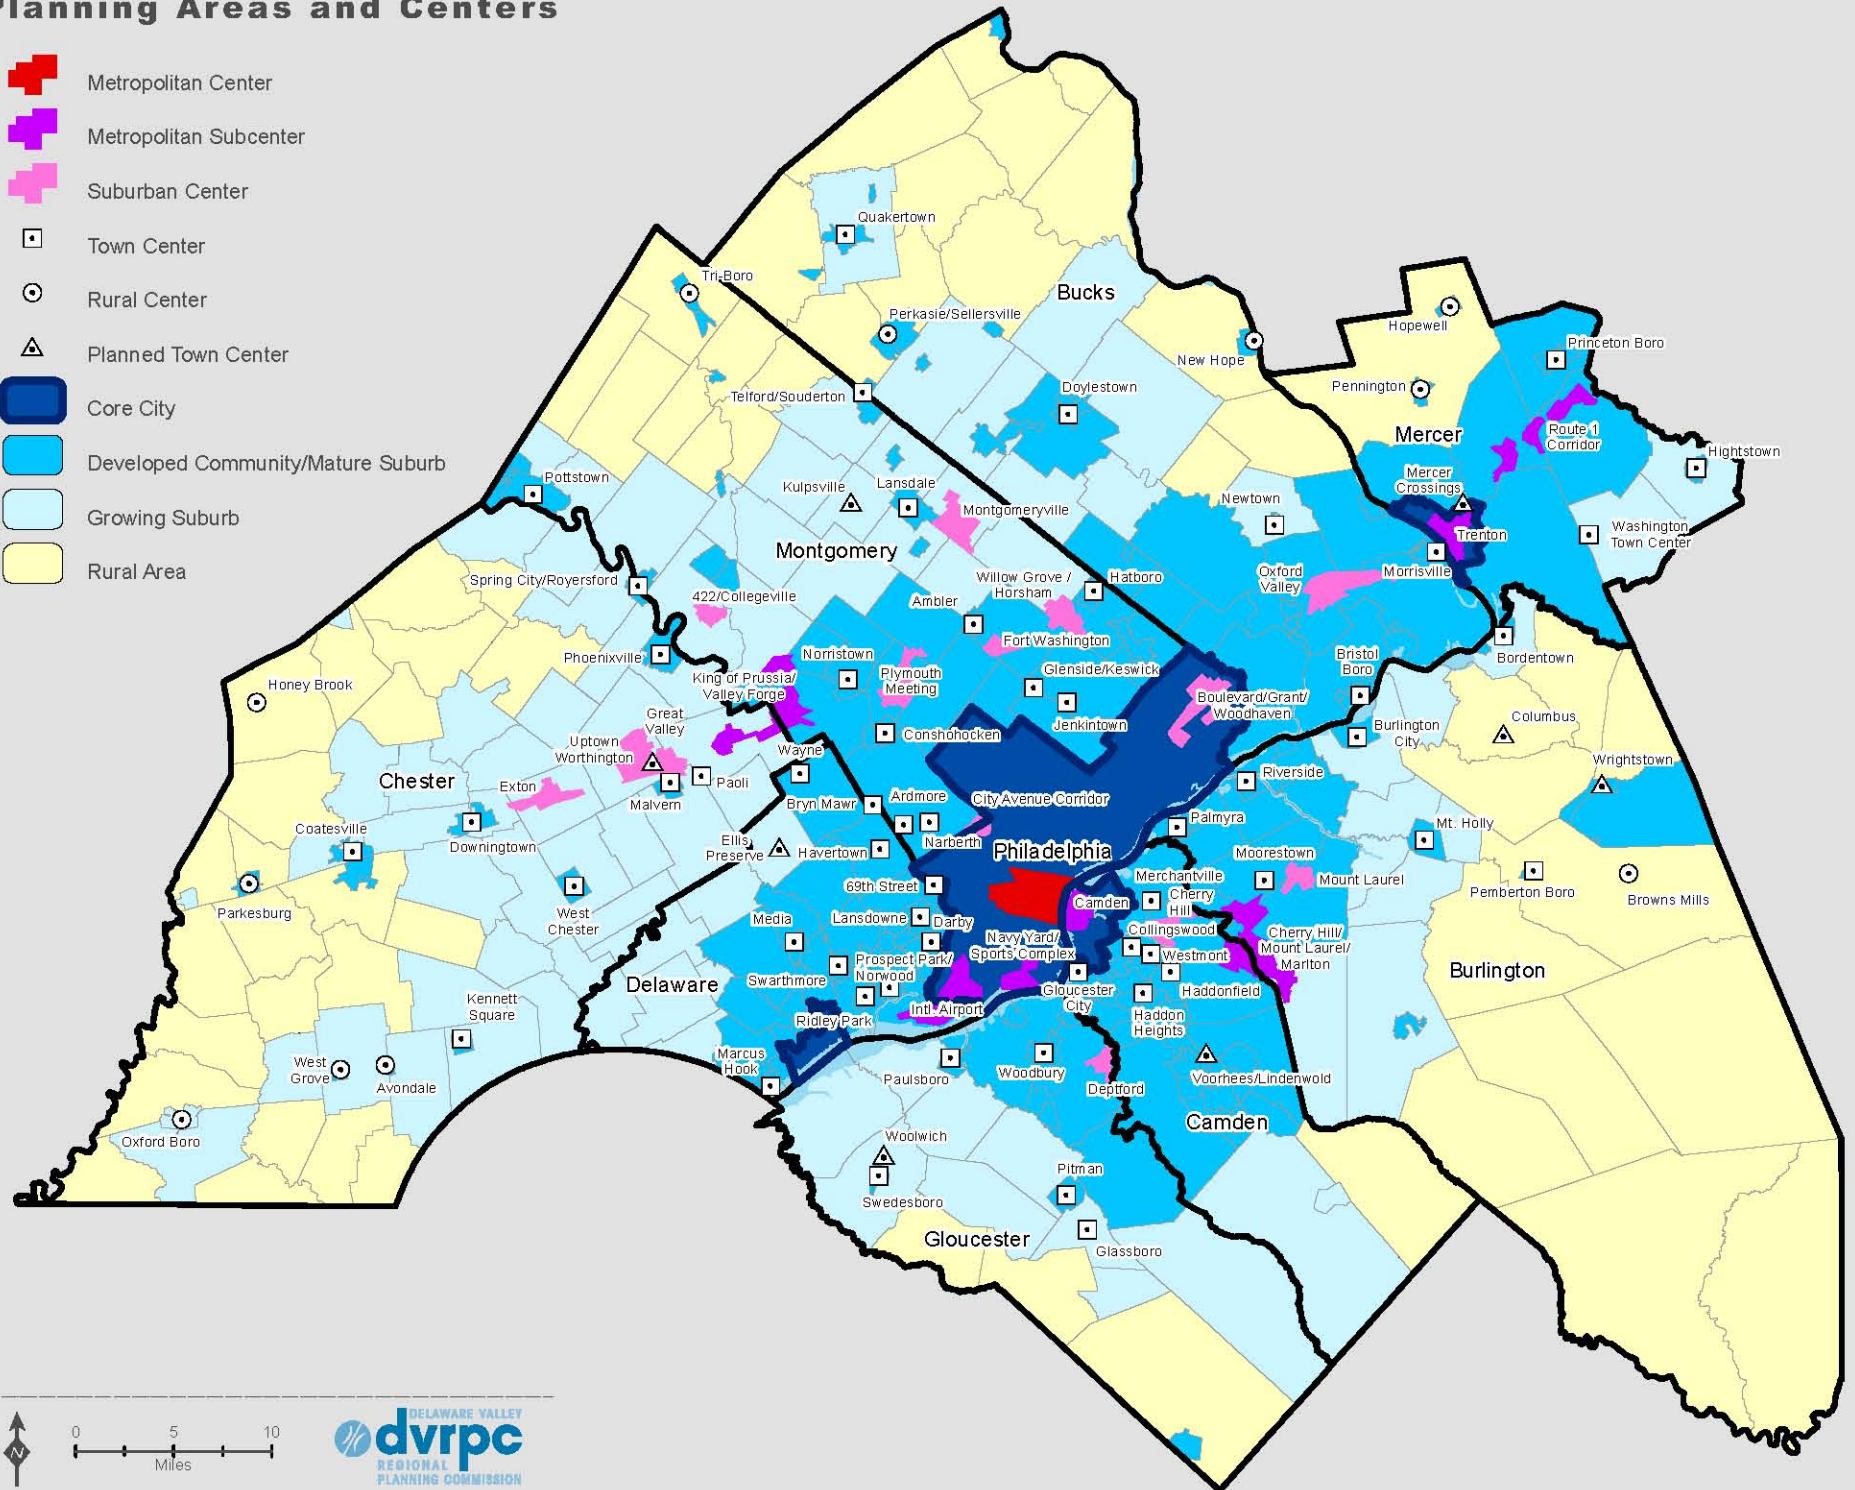 Planning Areas and Centers
Metropolitan Center
Metropolitan Subcenter
Suburban Center
Town Center
Rural Center
Planned Town Center
Core City
Developed Community/Mature Suburb
Growing Suburb
Rural Area
Quakertown
Tri-Boro
Bucks
Perkasie/Sellersville
New Hope
Hopewell
Princeton Boro
Pennington
Telford/Souderton
Doylestown
Mercer
Route 1
Corridor
Hightstown
Mercer
Crossings
Pottstown
Kulpsville
Lansdale
Montgomeryville
Newtown
Trenton
Washington
Town Center
Montgomery
Morrisville
Spring City/Royersford
422/Collegeville
Willow Grove /
Horsham
Hatboro
Oxford
Valley
Ambler
Fort Washington
Phoenixville
Norristown
Plymouth
Meeting
Glenside/Keswick
Bristol
Boro
Bordentown
King of Prussia/
Valley Forge
Honey Brook
Boulevard/Grant/
Woodhaven
Jenkintown
Great
Valley
Conshohocken
Burlington
City
Columbus
Uptown
Worthington
Wayne
Wrightstown
Chester
Exton
Malvern
Paoli
Riverside
Bryn Mawr
Ardmore
City Avenue Corridor
Coatesville
Downingtown
Ellis
Preserve
Havertown
Narberth
Palmyra
Mt. Holly
Philadelphia
Moorestown
69th Street
Merchantville
Mount Laurel
Pemberton Boro
Browns Mills
Parkesburg
West
Chester
Camden
Cherry
Hill
Media
Lansdowne
Darby
Collingswood
Cherry Hill/
Mount Laurel/
Marlton
Navy Yard/
Sports Complex
Westmont
Prospect Park/
Norwood
Delaware
Swarthmore
Burlington
Haddonfield
Gloucester
City
Kennett
Square
Intl. Airport
Ridley Park
Haddon
Heights
West
Grove
Avondale
Marcus
Hook
Paulsboro
Woodbury
Deptford
Voorhees/Lindenwold
Oxford Boro
Camden
Woolwich
Pitman
Swedesboro
Gloucester
Glassboro
N
0 5 10
Miles
DELAWARE VALLEY
dvrpc
REGIONAL
PLANNING COMMISSION